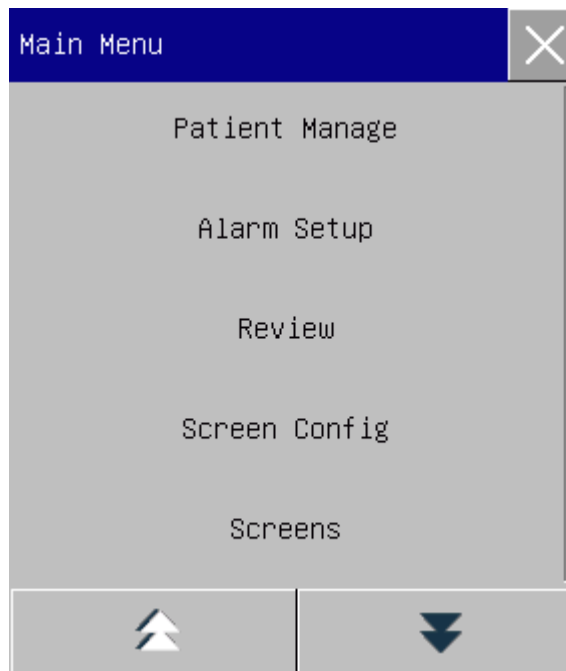 Main Menu
Patient Manage
Alarm Setup
Review
Screen Config
Screens